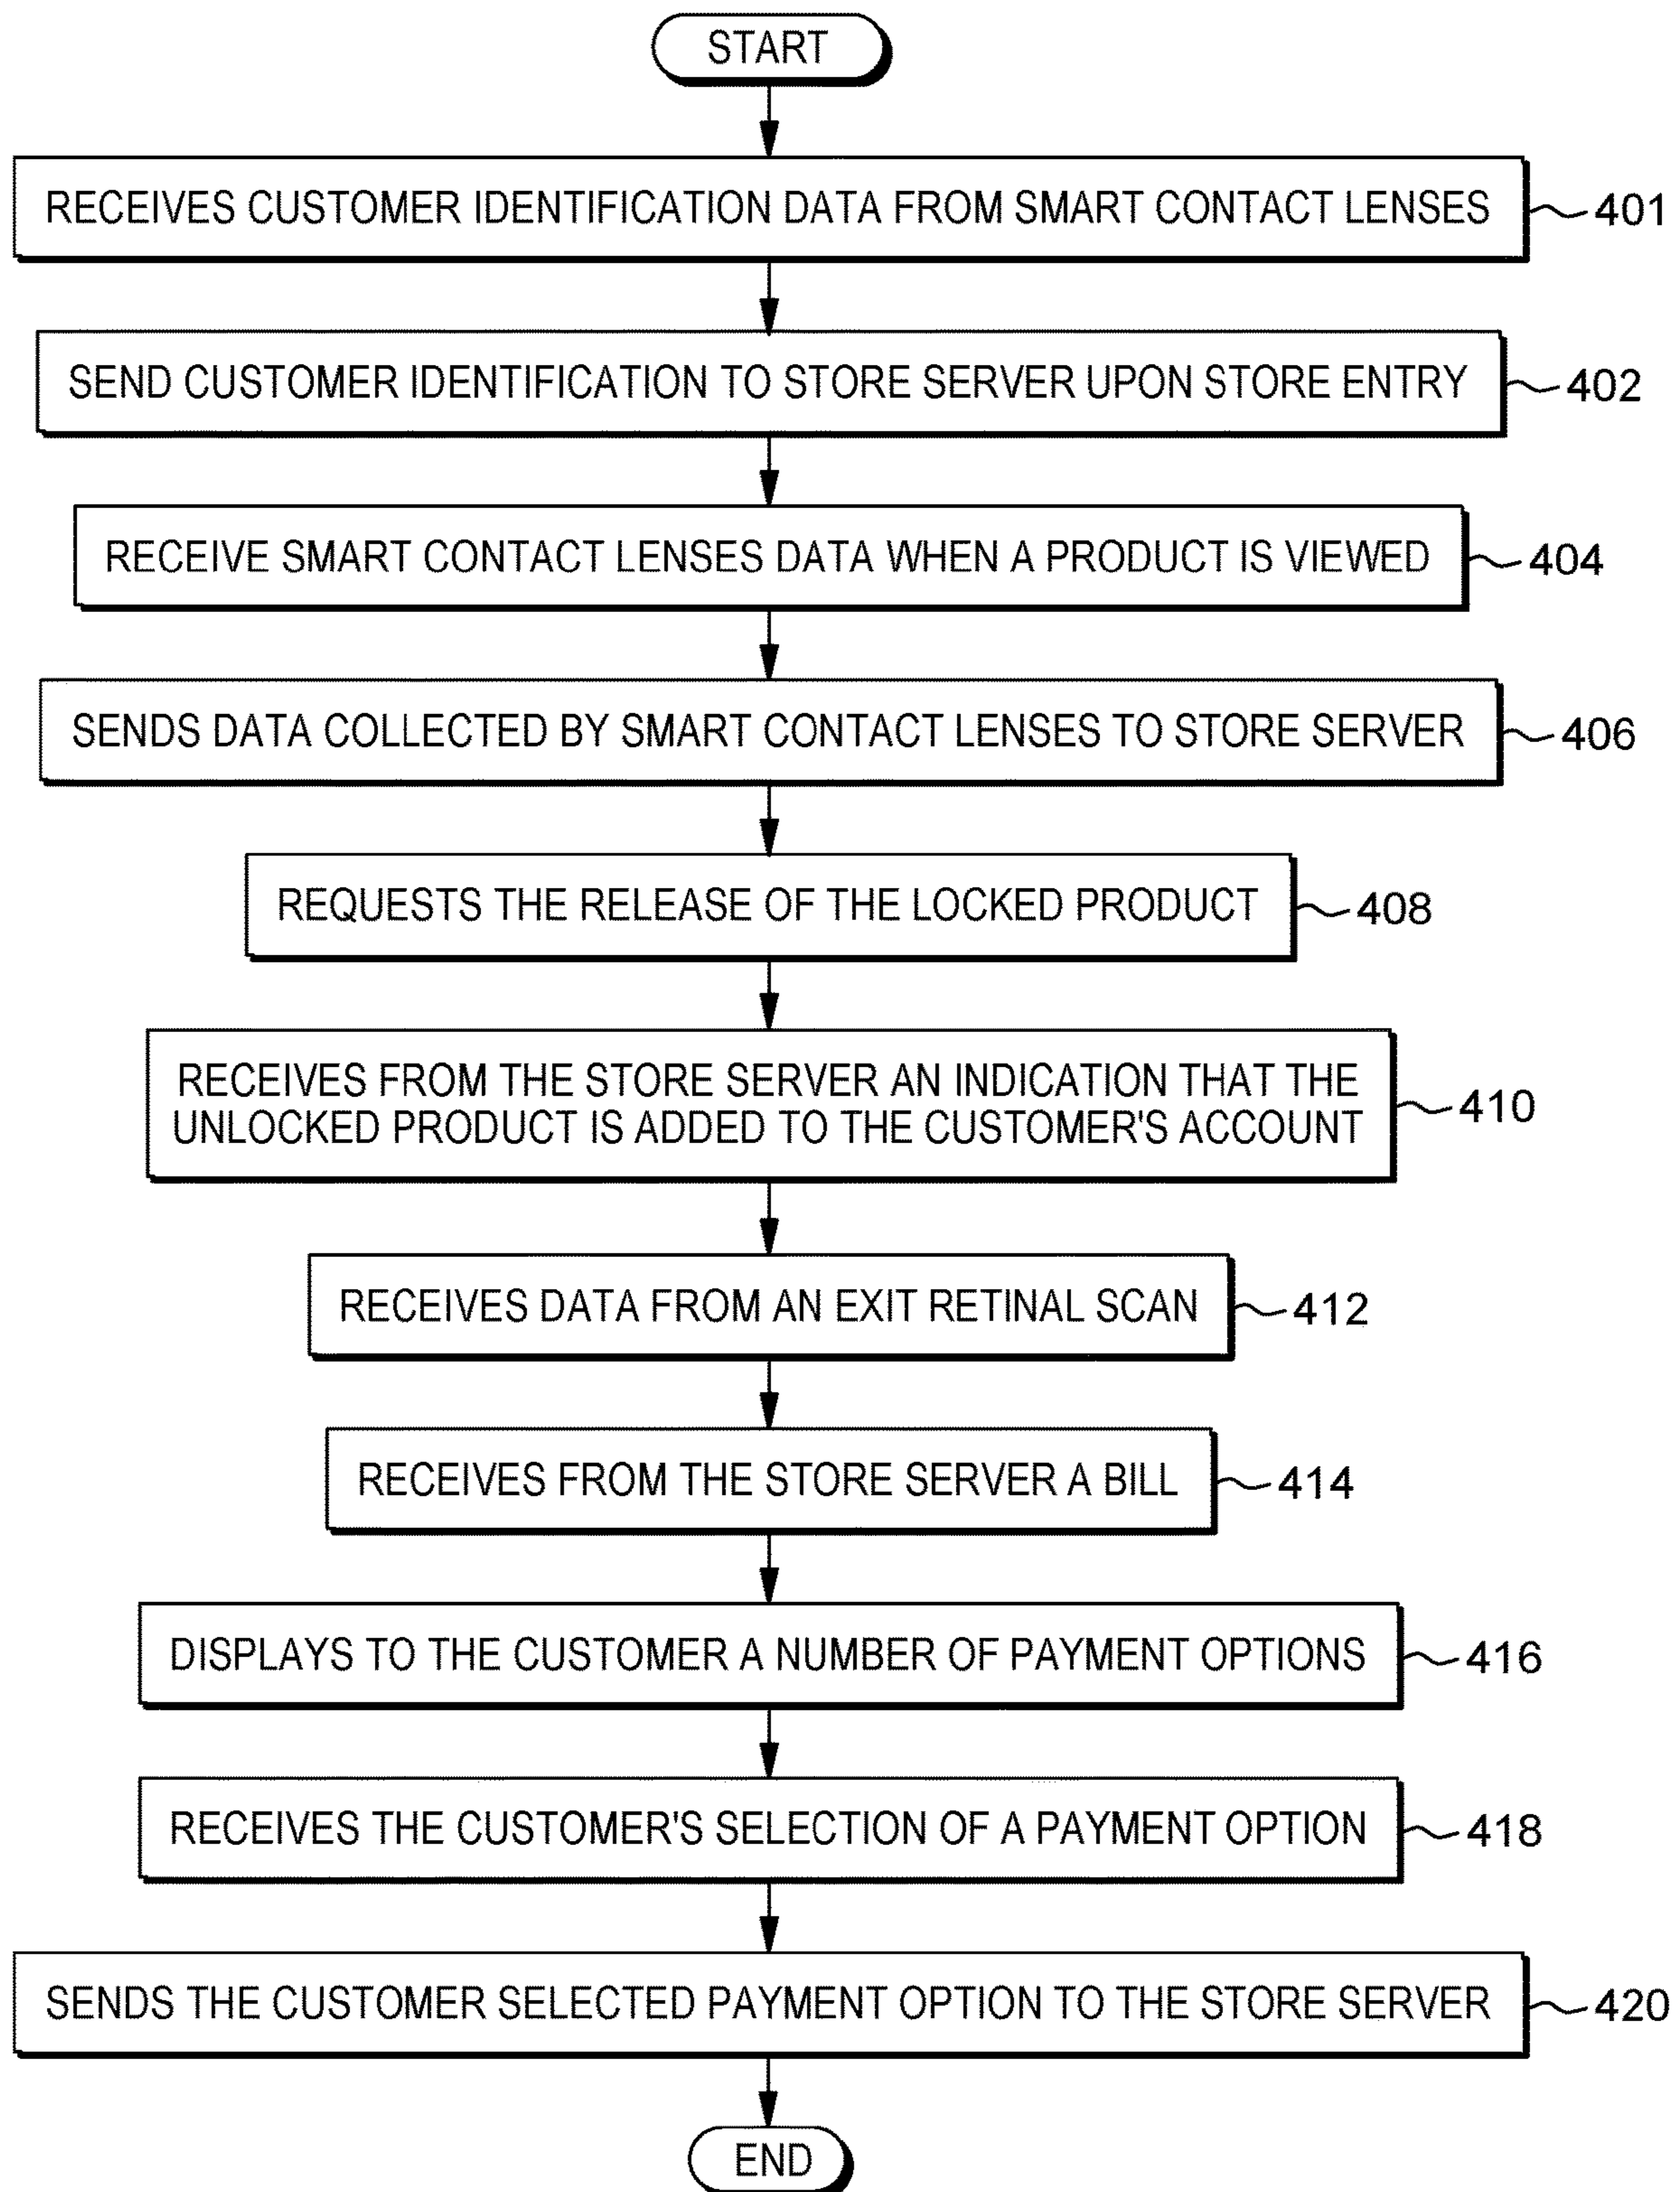 START
RECEIVES CUSTOMER IDENTIFICATION DATA FROM SMART CONTACT LENSES
401
SEND CUSTOMER IDENTIFICATION TO STORE SERVER UPON STORE ENTRY
402
RECEIVE SMART CONTACT LENSES DATA WHEN A PRODUCT IS VIEWED
404
SENDS DATA COLLECTED BY SMART CONTACT LENSES TO STORE SERVER
406
REQUESTS THE RELEASE OF THE LOCKED PRODUCT
408
RECEIVES FROM THE STORE SERVER AN INDICATION THAT THE
UNLOCKED PRODUCT IS ADDED TO THE CUSTOMER'S ACCOUNT
410
RECEIVES DATA FROM AN EXIT RETINAL SCAN
412
RECEIVES FROM THE STORE SERVER A BILL
414
DISPLAYS TO THE CUSTOMER A NUMBER OF PAYMENT OPTIONS
416
RECEIVES THE CUSTOMER'S SELECTION OF A PAYMENT OPTION
418
SENDS THE CUSTOMER SELECTED PAYMENT OPTION TO THE STORE SERVER
420
END